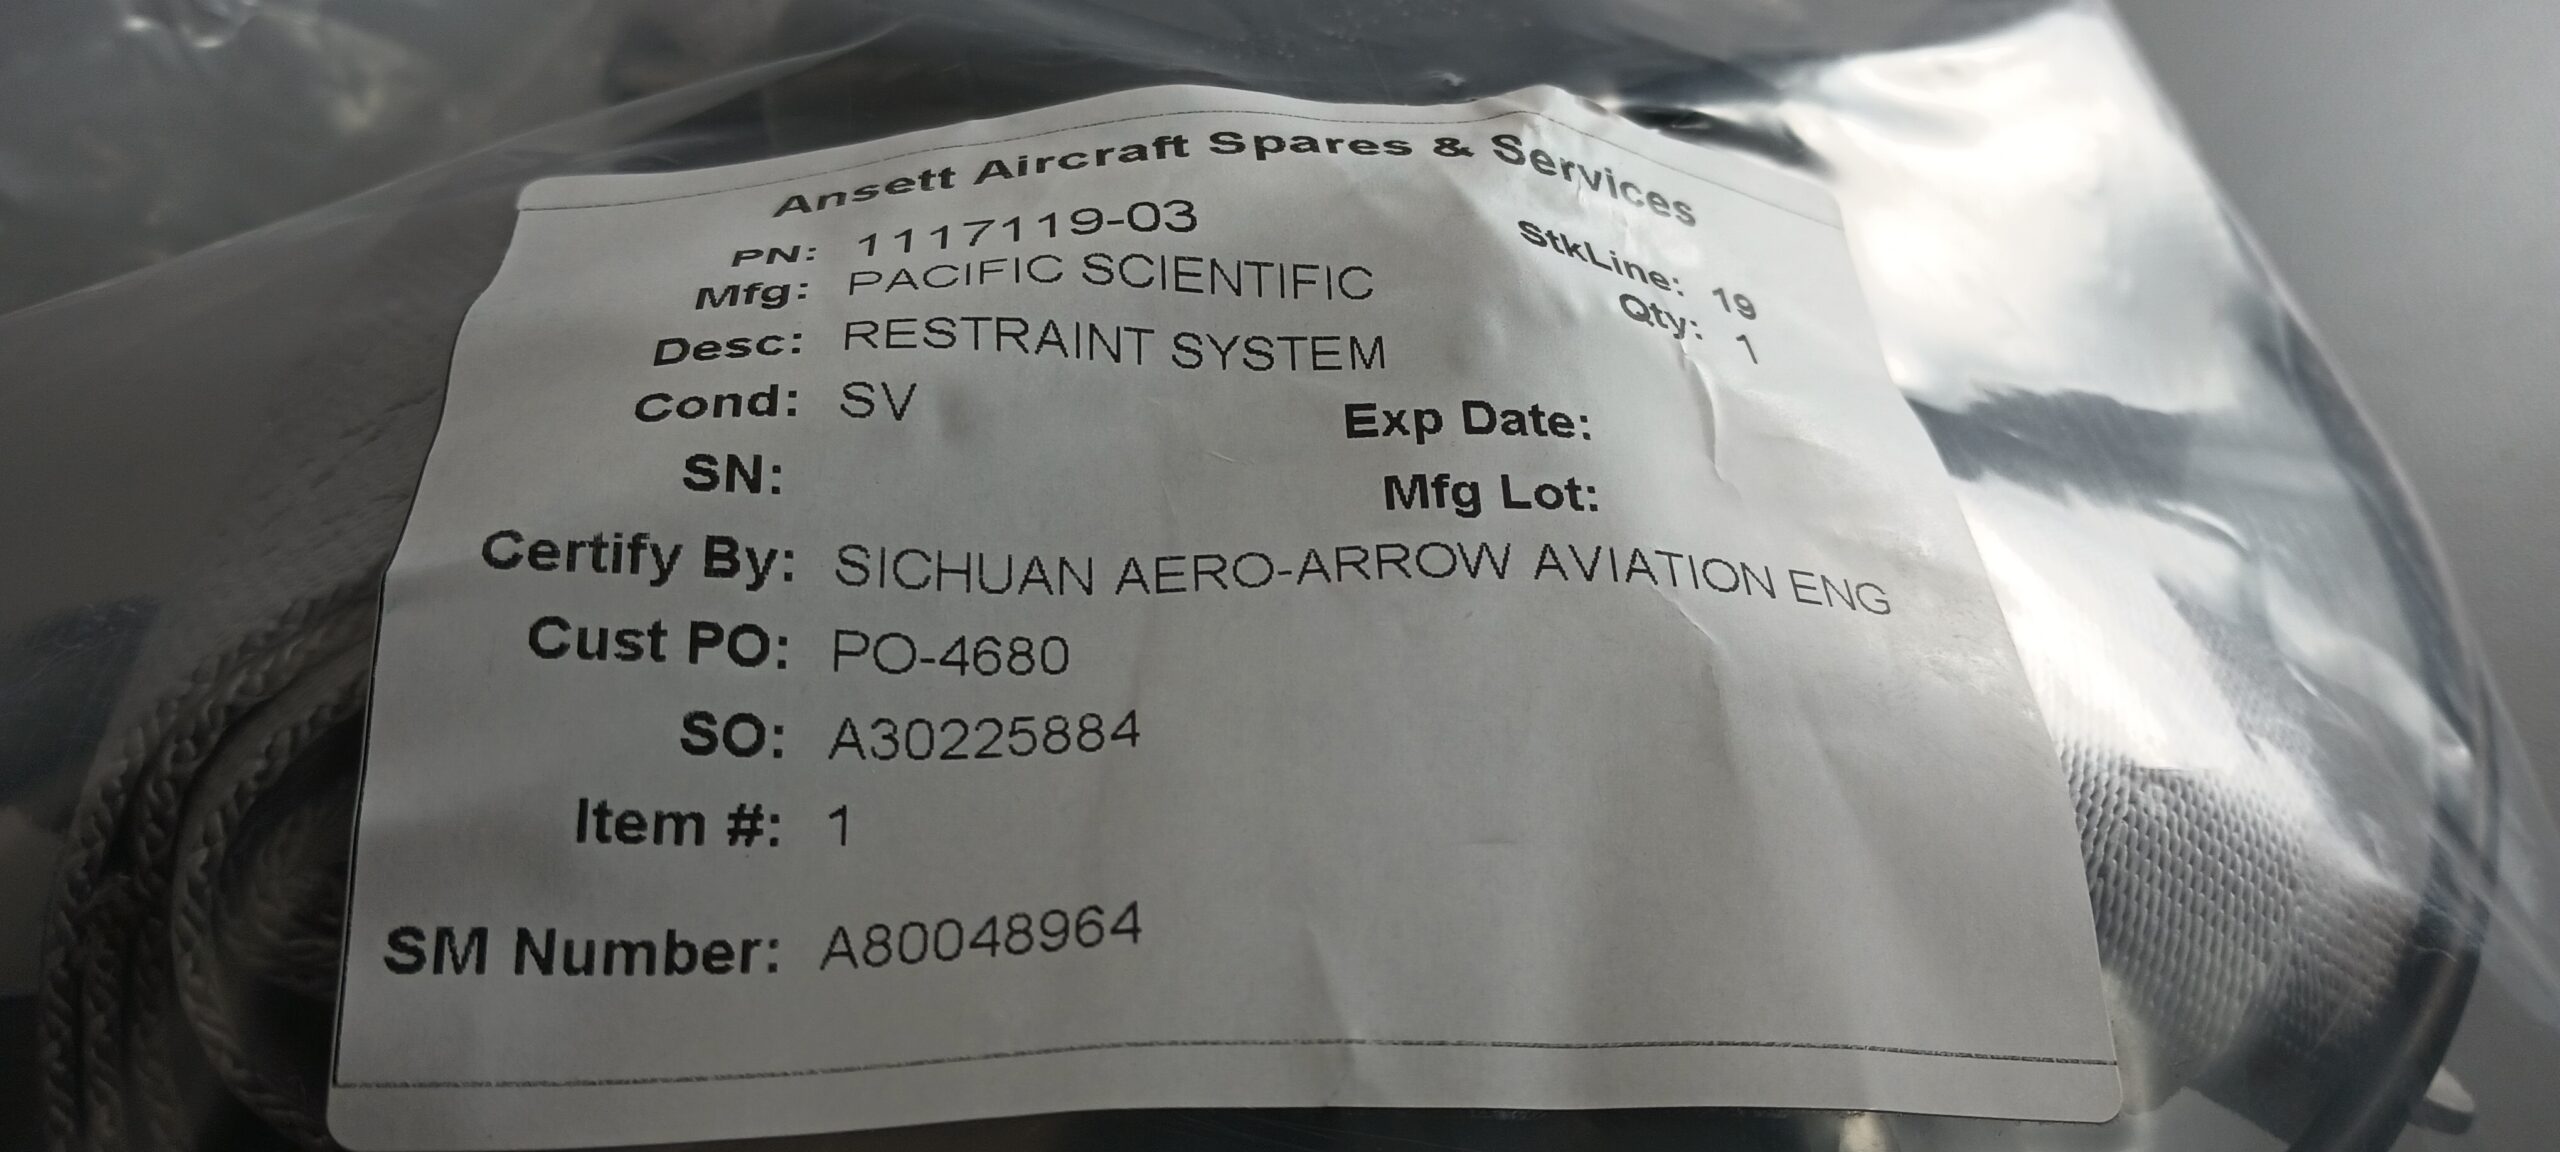 Ansett Aircraft Spares & Services
PN: 1117119-03 StkLine: 19
Mfg: PACIFIC SCIENTIFIC Qty: 1
Desc: RESTRAINT SYSTEM
Cond: SV Exp Date:
SN: Mfg Lot:
Certify By: SICHUAN AERO-ARROW AVIATION ENG
Cust PO: PO-4680
SO: A30225884
Item #: 1
SM Number: A80048964